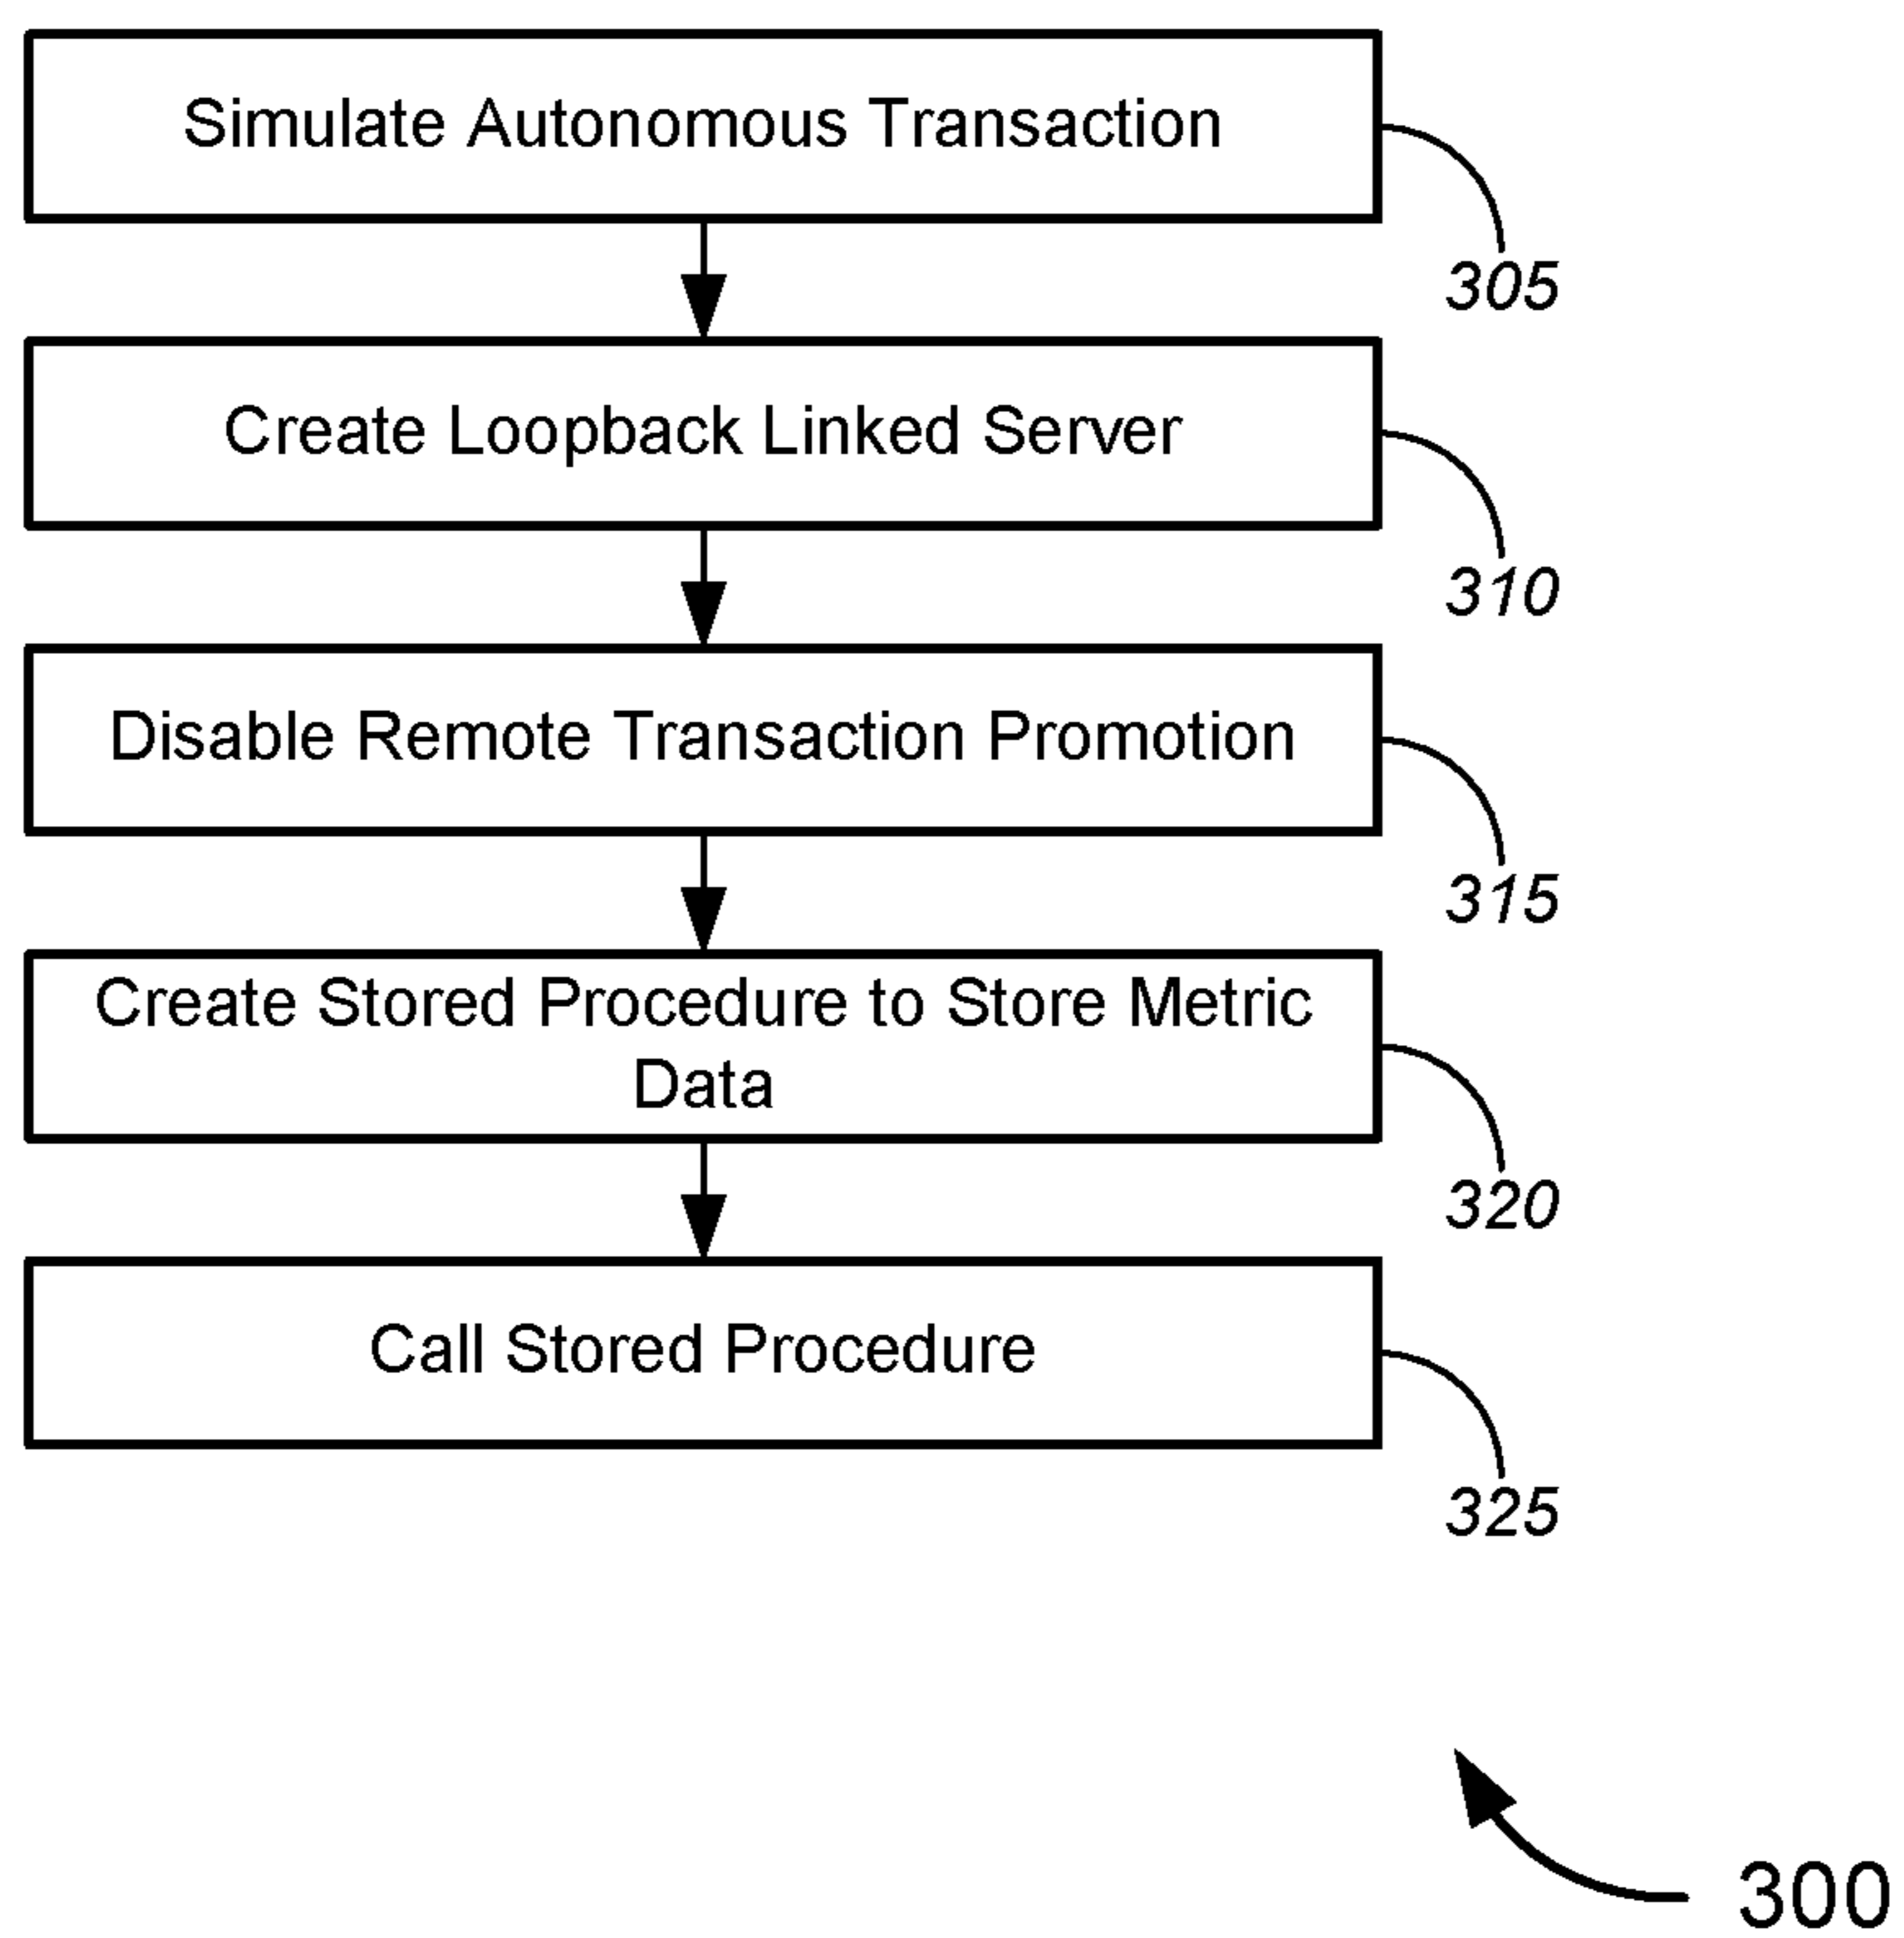 Simulate Autonomous Transaction
305
Create Loopback Linked Server
310
Disable Remote Transaction Promotion
315
Create Stored Procedure to Store Metric
Data
320
Call Stored Procedure
325
300